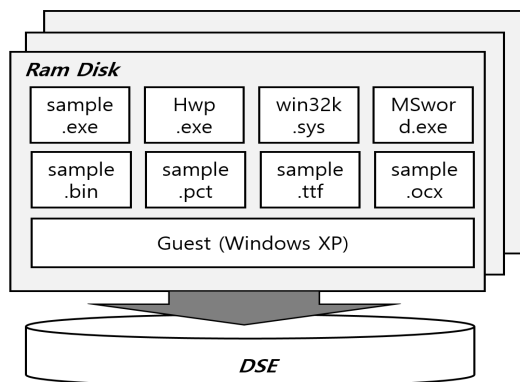 Ram Disk
sample
.exe
Hwp
.exe
win32k
.sys
MSwor
d.exe
sample
.bin
sample
.pct
sample
.ttf
sample
.ocx
Guest (Windows XP)
DSE